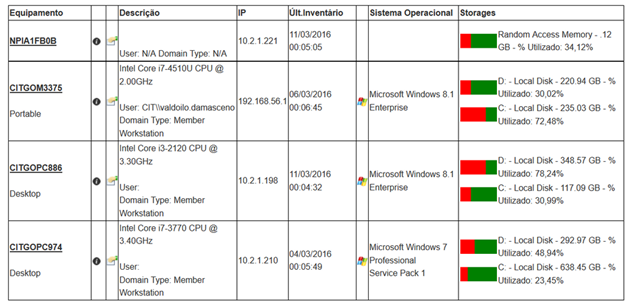 Equipamento Descrição IP Últ.Inventário Sistema Operacional Storages
NPIA1FB0B
User: N/A Domain Type: N/A
10.2.1.221
11/03/2016
00:05:05
Random Access Memory - .12
GB - % Utilizado: 34,12%
CITGOM3375
Portable
Intel Core i7-4510U CPU @
2.00GHz
User: CIT\\valdoilo.damasceno
Domain Type: Member
Workstation
192.168.56.1
06/03/2016
00:06:45
Microsoft Windows 8.1
Enterprise
D: - Local Disk - 220.94 GB - %
Utilizado: 30,02%
C: - Local Disk - 235.03 GB - %
Utilizado: 72,48%
CITGOPC886
Desktop
Intel Core i3-2120 CPU @
3.30GHz
User:
Domain Type: Member
Workstation
10.2.1.198
11/03/2016
00:04:32
Microsoft Windows 8.1
Enterprise
D: - Local Disk - 348.57 GB - %
Utilizado: 78,24%
C: - Local Disk - 117.09 GB - %
Utilizado: 30,99%
CITGOPC974
Desktop
Intel Core i7-3770 CPU @
3.40GHz
User:
Domain Type: Member
Workstation
10.2.1.210
04/03/2016
00:05:49
Microsoft Windows 7
Professional
Service Pack 1
D: - Local Disk - 292.97 GB - %
Utilizado: 48,94%
C: - Local Disk - 638.45 GB - %
Utilizado: 23,45%